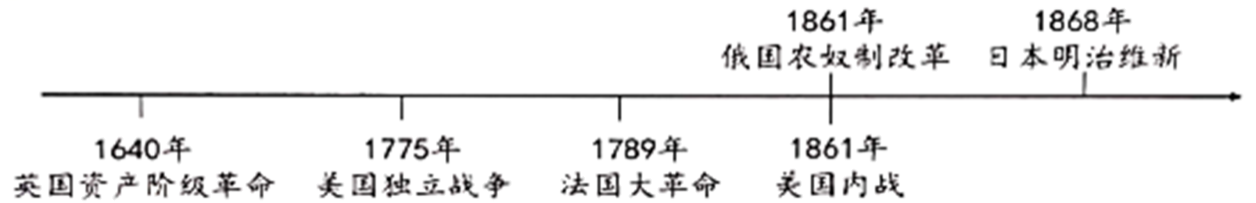 1861年
俄国农奴制改革
1868年
日本明治维新
1640年
英国资产阶级革命
1775年
美国独立战争
1789年
法国大革命
1861年
美国内战